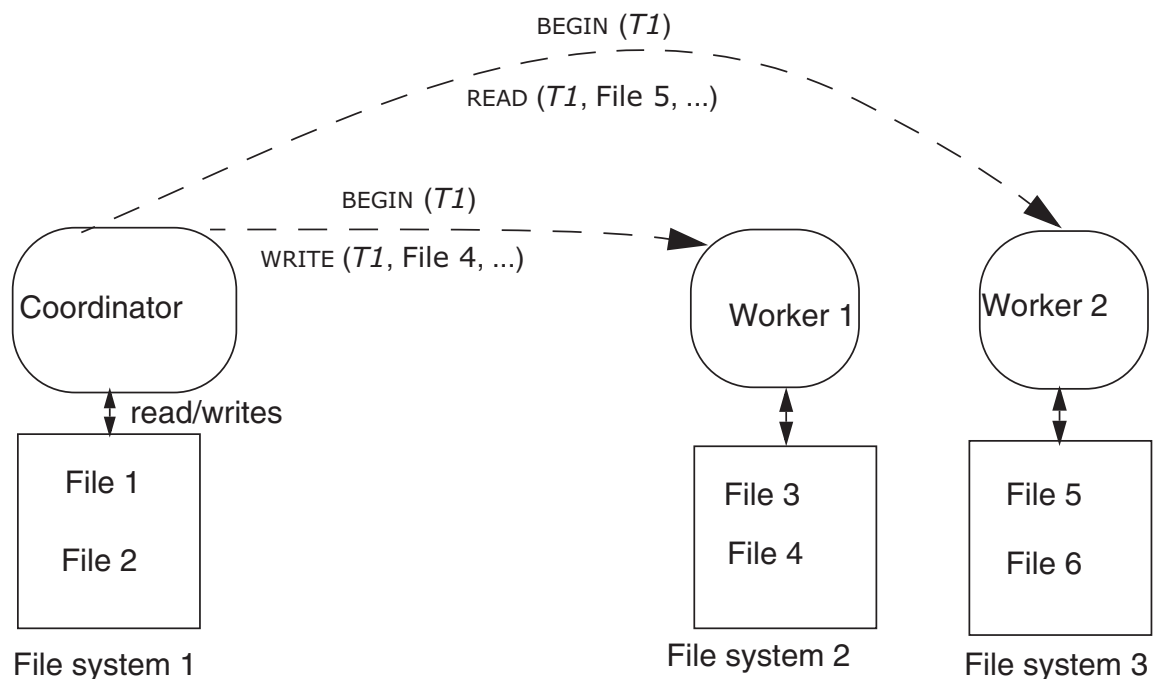 BEGIN (T1)
READ (T1, File 5, ...)
BEGIN (T1)
WRITE (T1, File 4, ...)
Coordinator
Worker 1
Worker 2
read/writes
File 1
File 2
File 3
File 4
File 5
File 6
File system 1
File system 2
File system 3